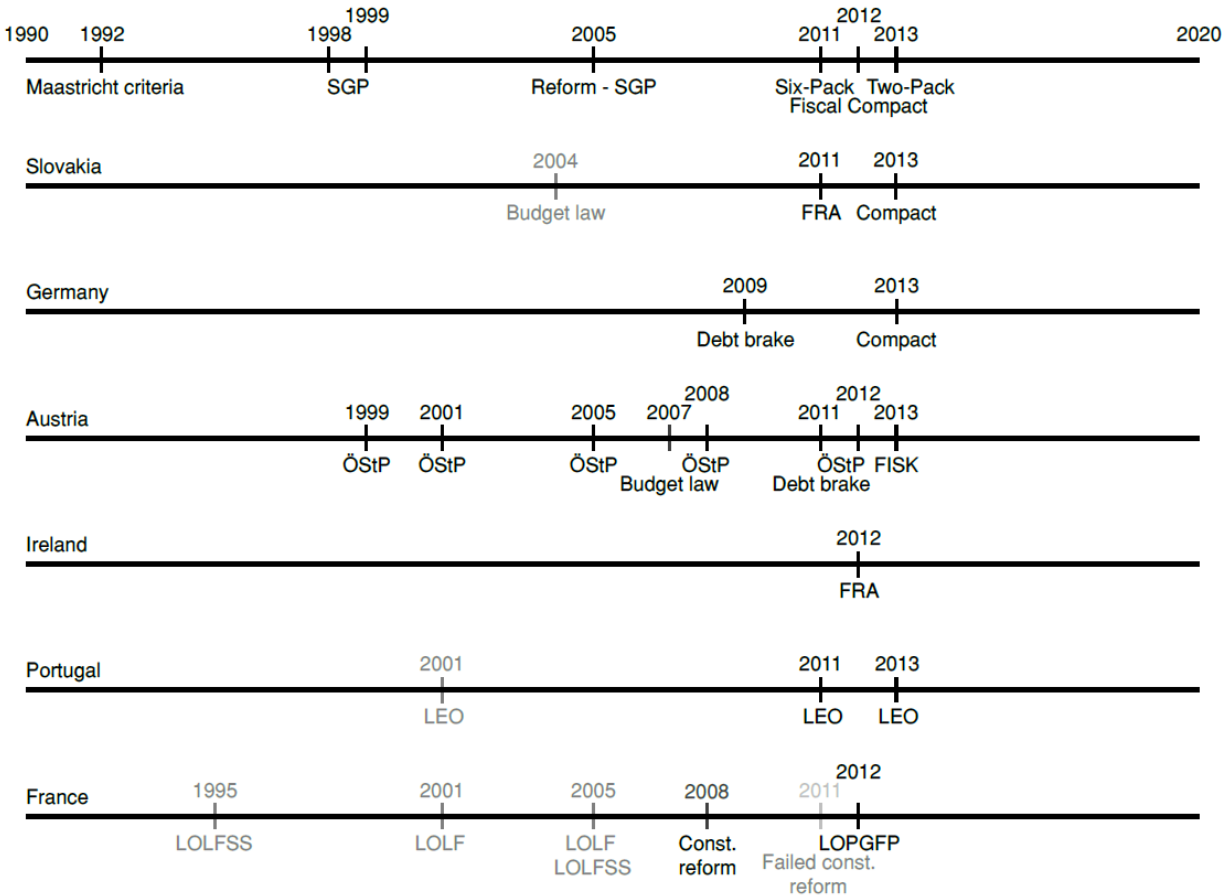 1999 2012
1990 1992 1998 2005 2011 2013 2020
Maastricht criteria SGP Reform - SGP Six-Pack Two-Pack
Fiscal Compact
Slovakia 2004 2011 2013
Budget law FRA Compact
Germany 2009 2013
Debt brake Compact
2008 2012
Austria 1999 2001 2005 2007 2011 2013
ÖStP ÖStP ÖStP ÖStP ÖStP FISK
Budget law Debt brake
Ireland 2012
FRA
Portugal 2001 2011 2013
LEO LEO LEO
2012
France 1995 2001 2005 2008 2011
LOLFSS LOLF LOLF Const. LOPGFP
LOLFSS reform Failed const.
reform